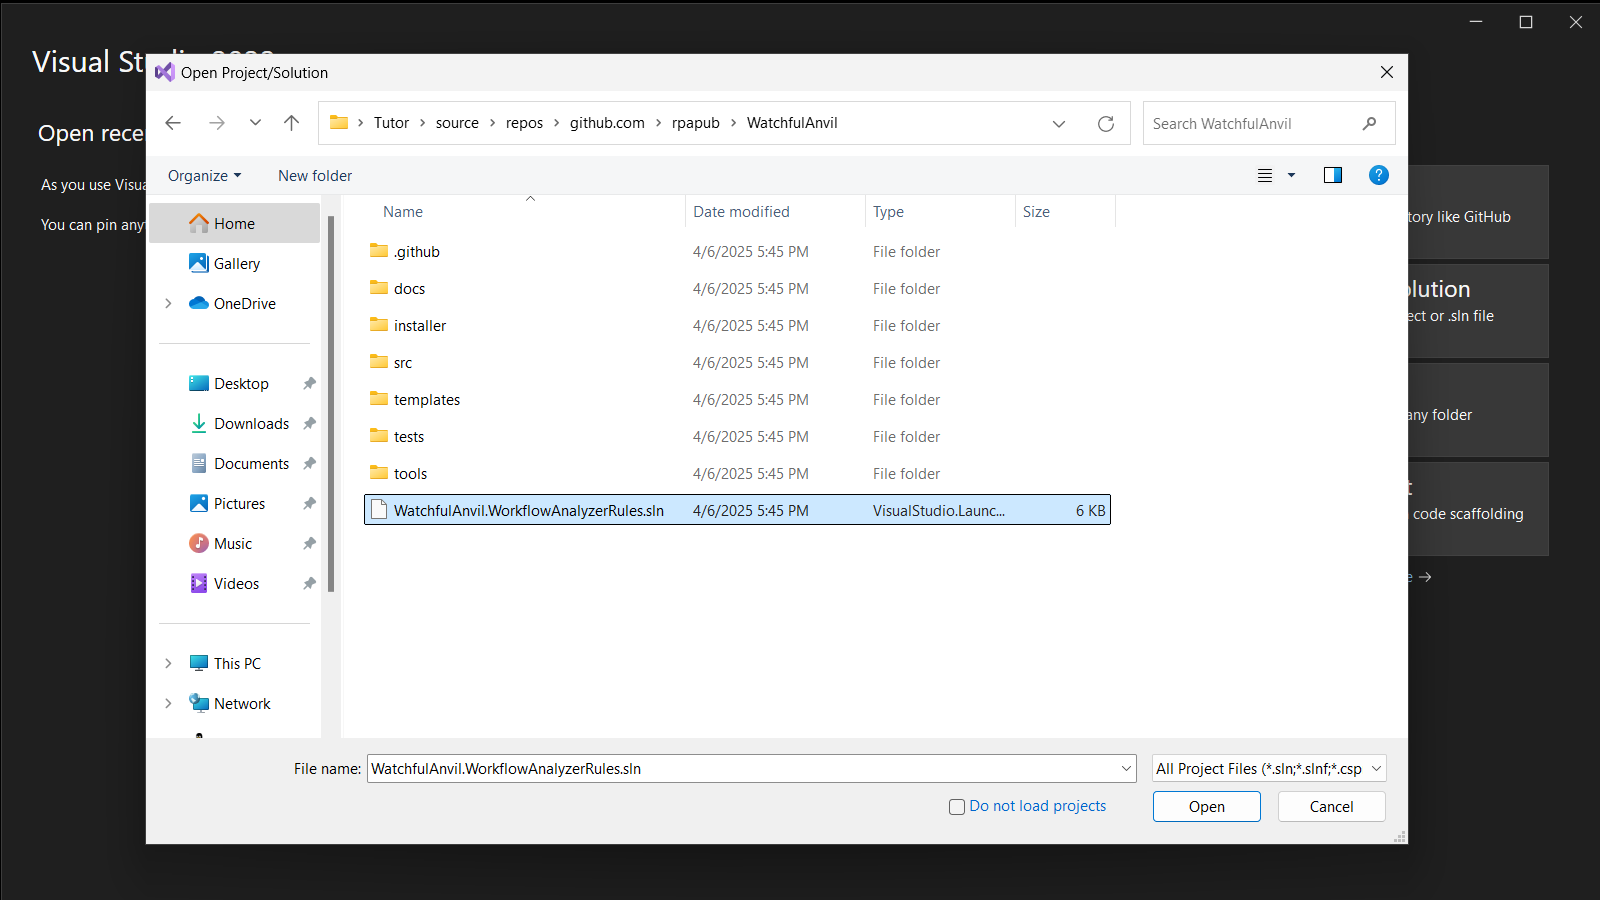 Visual St
Open Project/Solution
Open rece
As you use Visua
You can pin any
Tutor > source > repos > github.com > rpapub > WatchfulAnvil
Search WatchfulAnvil
Organize
New folder
Home
Gallery
OneDrive
Desktop
Downloads
Documents
Pictures
Music
Videos
This PC
Network
Name Date modified Type Size
.github 4/6/2025 5:45 PM File folder
docs 4/6/2025 5:45 PM File folder
installer 4/6/2025 5:45 PM File folder
src 4/6/2025 5:45 PM File folder
templates 4/6/2025 5:45 PM File folder
tests 4/6/2025 5:45 PM File folder
tools 4/6/2025 5:45 PM File folder
WatchfulAnvil.WorkflowAnalyzerRules.sln 4/6/2025 5:45 PM VisualStudio.Launc... 6 KB
tory like GitHub
olution
ect or .sln file
any folder
t
code scaffolding
e →
File name: WatchfulAnvil.WorkflowAnalyzerRules.sln
All Project Files (*.sln;*.slnf;*.csp
Do not load projects
Open
Cancel